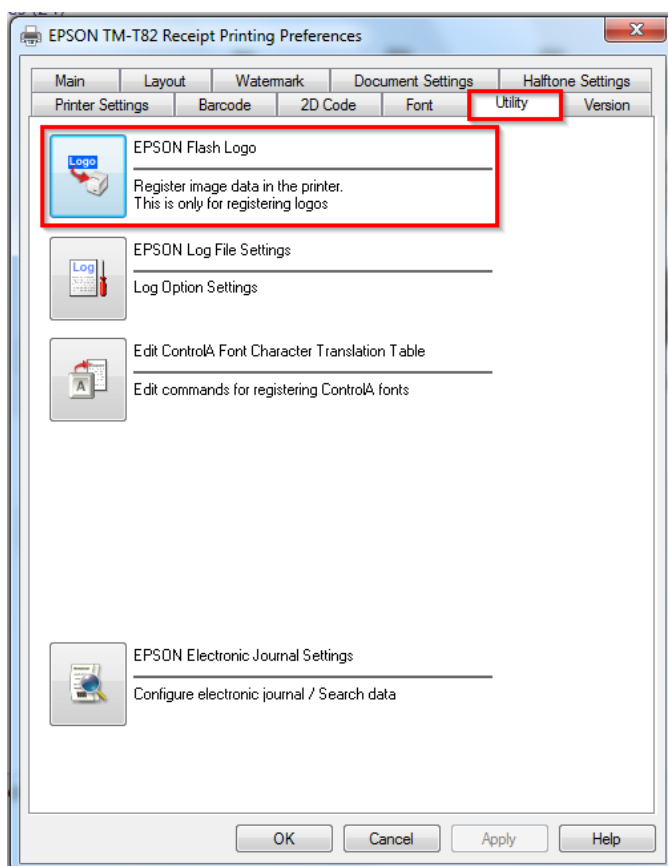 EPSON TM-T82 Receipt Printing Preferences
Main Layout Watermark Document Settings Halftone Settings
Printer Settings Barcode 2D Code Font Utility Version
Logo
EPSON Flash Logo
Register image data in the printer.
This is only for registering logos
Log
EPSON Log File Settings
Log Option Settings
A
Edit ControlA Font Character Translation Table
Edit commands for registering ControlA fonts
EPSON Electronic Journal Settings
Configure electronic journal / Search data
OK Cancel Apply Help